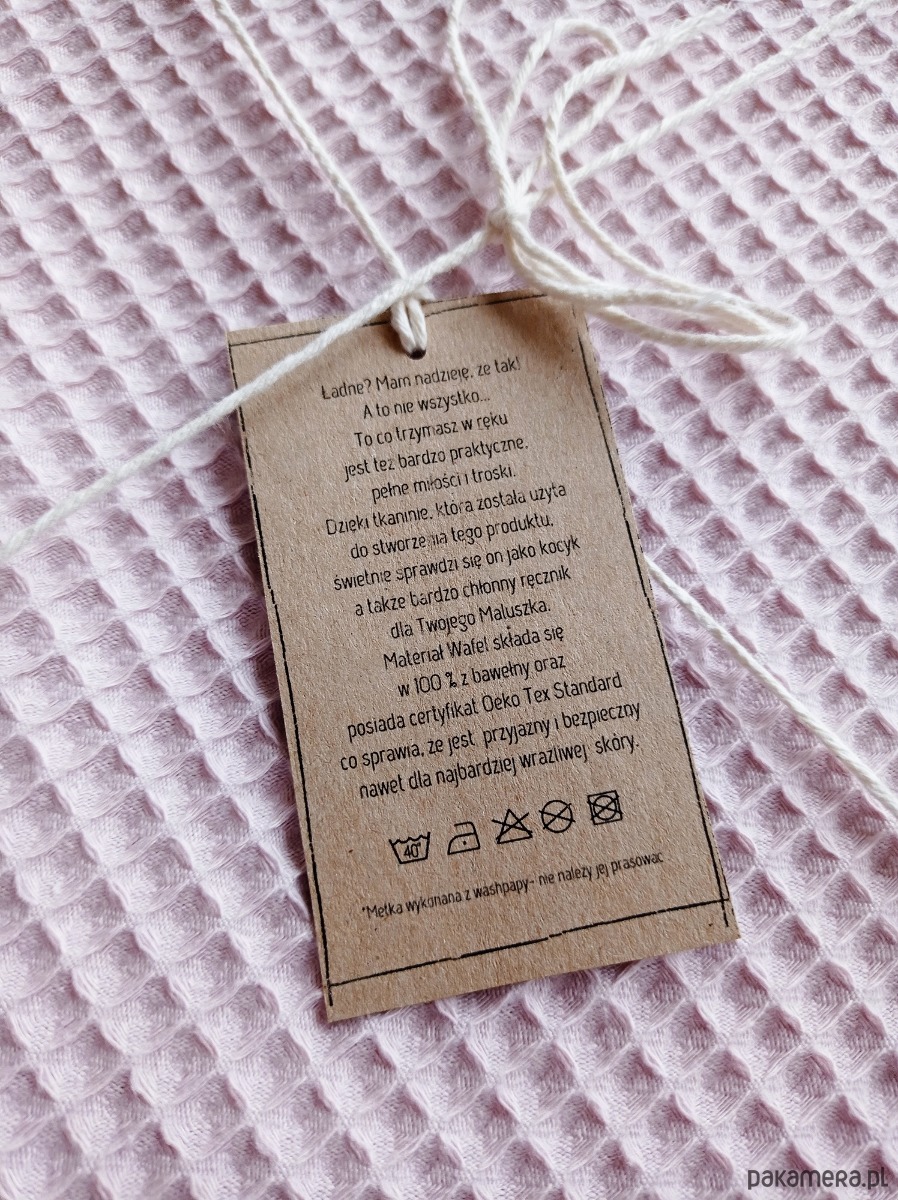 Ładne? Mam nadzieję, że tak!
A to nie wszystko...
To co trzymasz w ręku
jest też bardzo praktyczne,
pełne miłości i troski.
Dzięki tkaninie, która została użyta
do stworzenia tego produktu,
świetnie sprawdzi się on jako kocyk
a także bardzo chłonny ręcznik
dla Twojego Maluszka.
Materiał Wafel składa się
w 100 % z bawełny oraz
posiada certyfikat Oeko Tex Standard
co sprawia, że jest przyjazny i bezpieczny
nawet dla najbardziej wrażliwej skóry.
40°
*Metka wykonana z washpapy- nie należy jej prasować
pakamera.pl